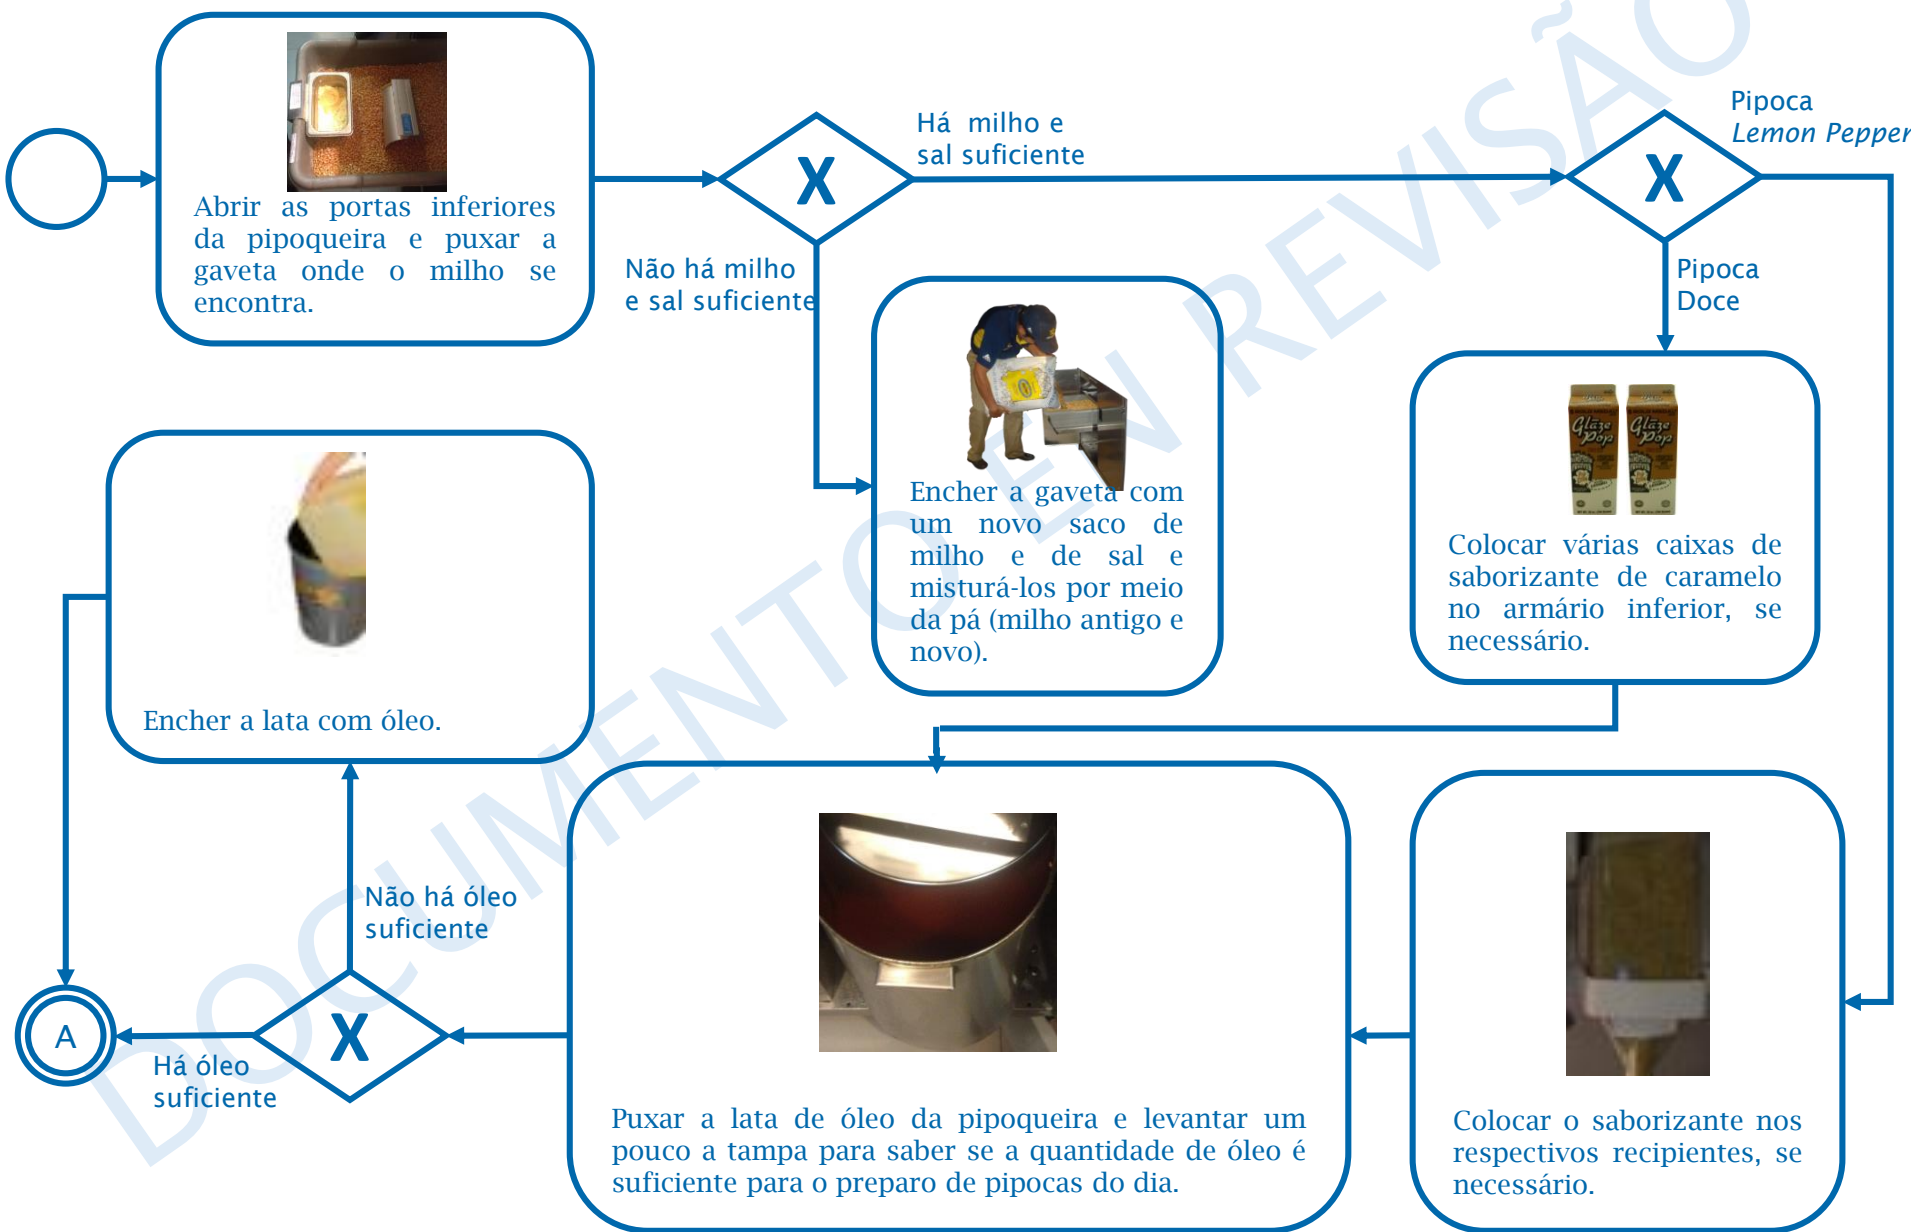 Abrir as portas inferiores
da pipoqueira e puxar a
gaveta onde o milho se
encontra.
X
Há milho e
sal suficiente
Não há milho
e sal suficiente
X
Pipoca
Lemon Pepper
Pipoca
Doce
Encher a gaveta com
um novo saco de
milho e de sal e
misturá-los por meio
da pá (milho antigo e
novo).
Glaze
Pop
Glaze
Pop
Colocar várias caixas de
saborizante de caramelo
no armário inferior, se
necessário.
Encher a lata com óleo.
Não há óleo
suficiente
A
Há óleo
suficiente
X
Puxar a lata de óleo da pipoqueira e levantar um
pouco a tampa para saber se a quantidade de óleo é
suficiente para o preparo de pipocas do dia.
Colocar o saborizante nos
respectivos recipientes, se
necessário.
DOCUMENTO EN REVISÃO